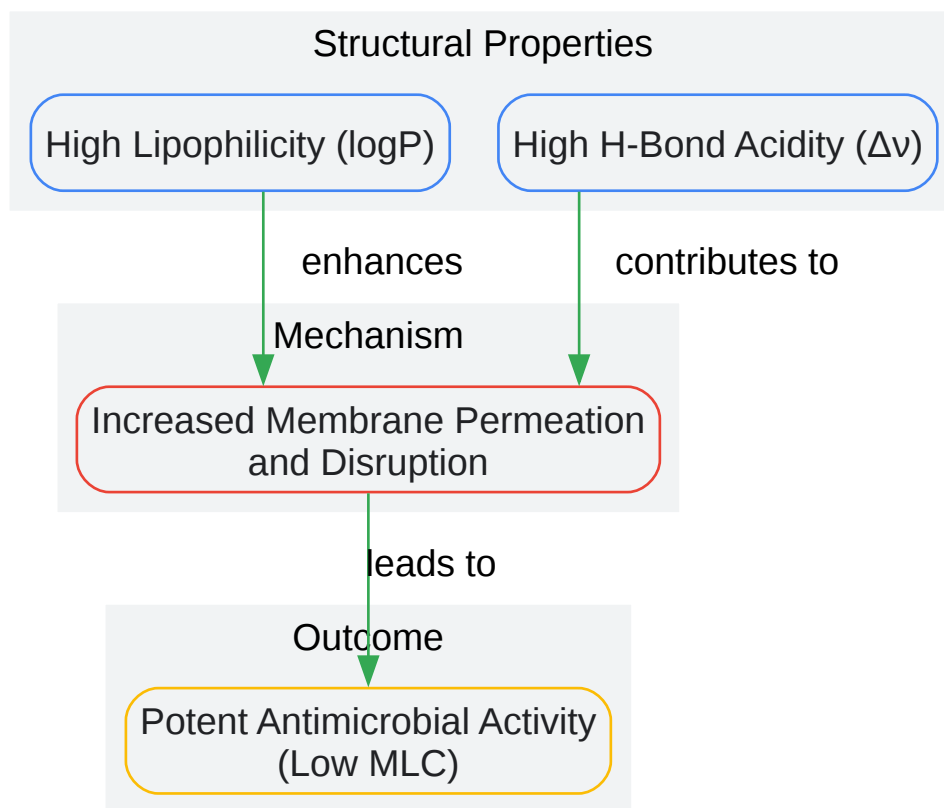 Structural Properties
High Lipophilicity (logP)
High H-Bond Acidity (Δν)
enhances
contributes to
Mechanism
Increased Membrane Permeation
and Disruption
leads to
Outcome
Potent Antimicrobial Activity
(Low MLC)